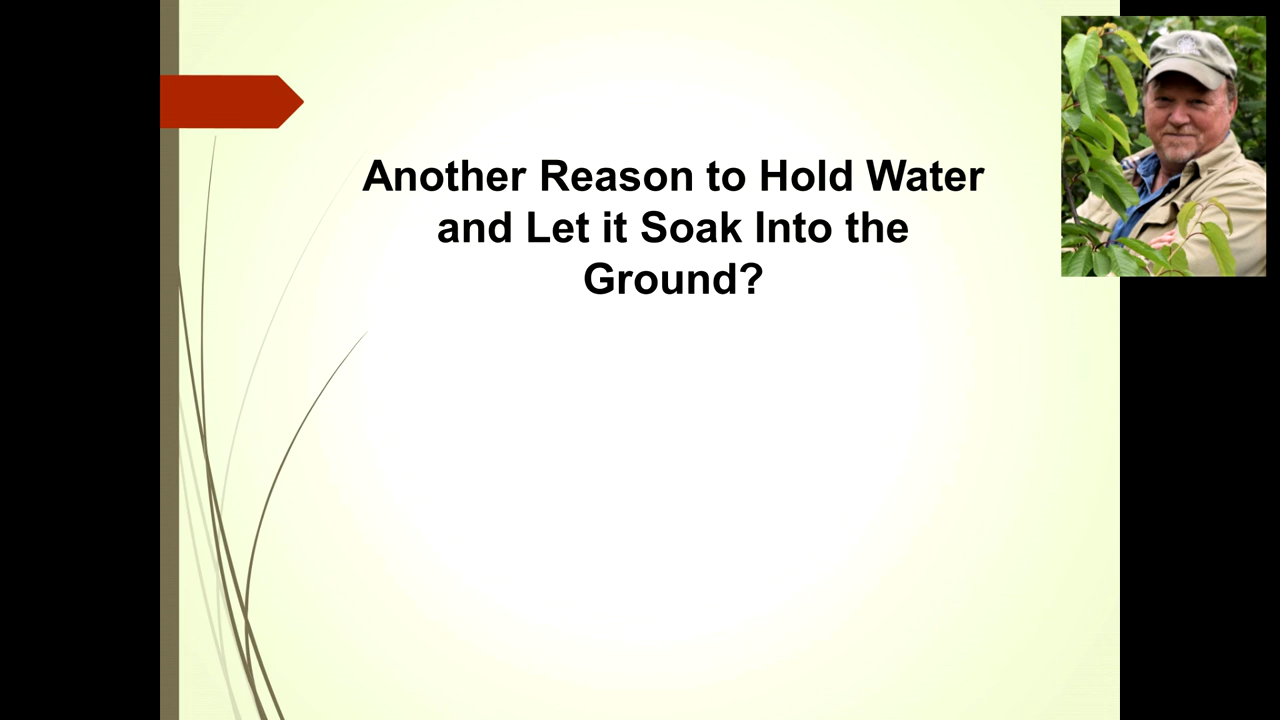 Another Reason to Hold Water
and Let it Soak Into the
Ground?